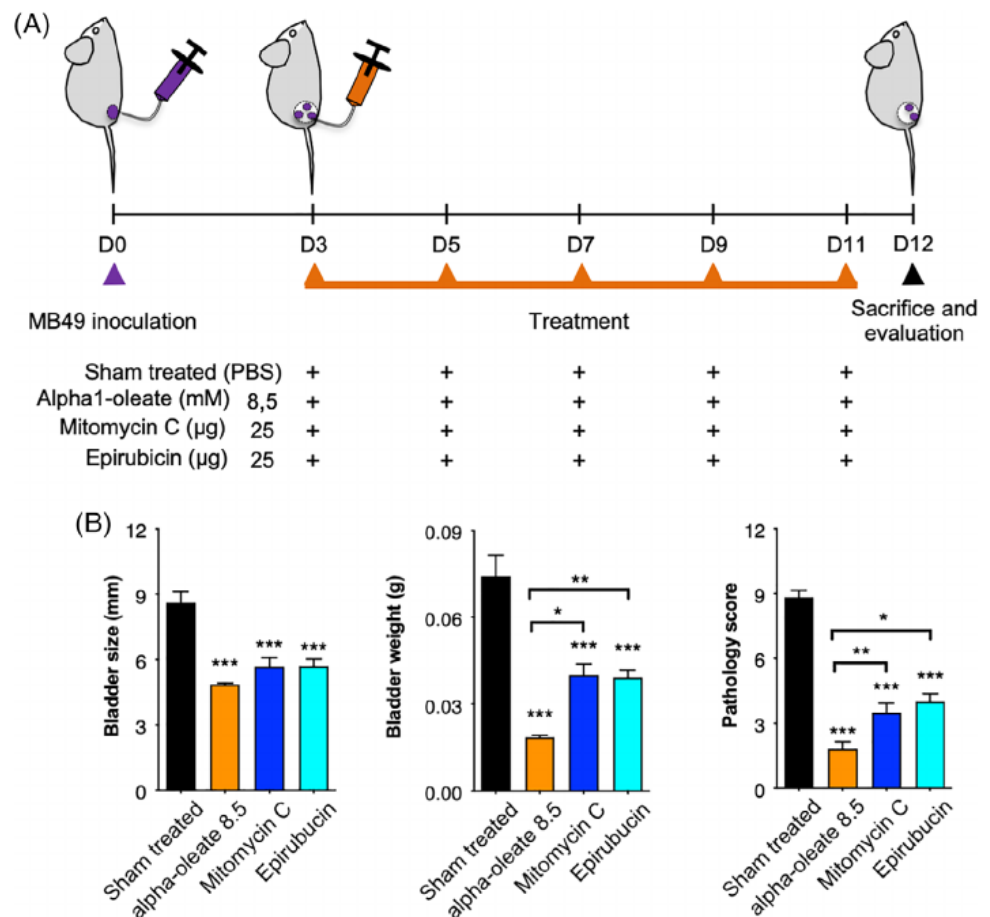 (A)
D0 D3 D5 D7 D9 D11 D12
MB49 inoculation
Treatment
Sacrifice and
evaluation
Sham treated (PBS) + + + + +
Alpha1-oleate (mM) 8,5 + + + + +
Mitomycin C (µg) 25 + + + + +
Epirubicin (µg) 25 + + + + +
(B)
Bladder size (mm)
12
9
6
3
0
*** *** ***
Sham treated
alpha-oleate 8.5
Mitomycin C
Epirubucin
Bladder weight (g)
0.09
0.06
0.03
0.00
**
*
*** *** ***
Sham treated
alpha-oleate 8.5
Mitomycin C
Epirubucin
Pathology score
12
9
6
3
0
*
**
*** *** ***
Sham treated
alpha-oleate 8.5
Mitomycin C
Epirubucin